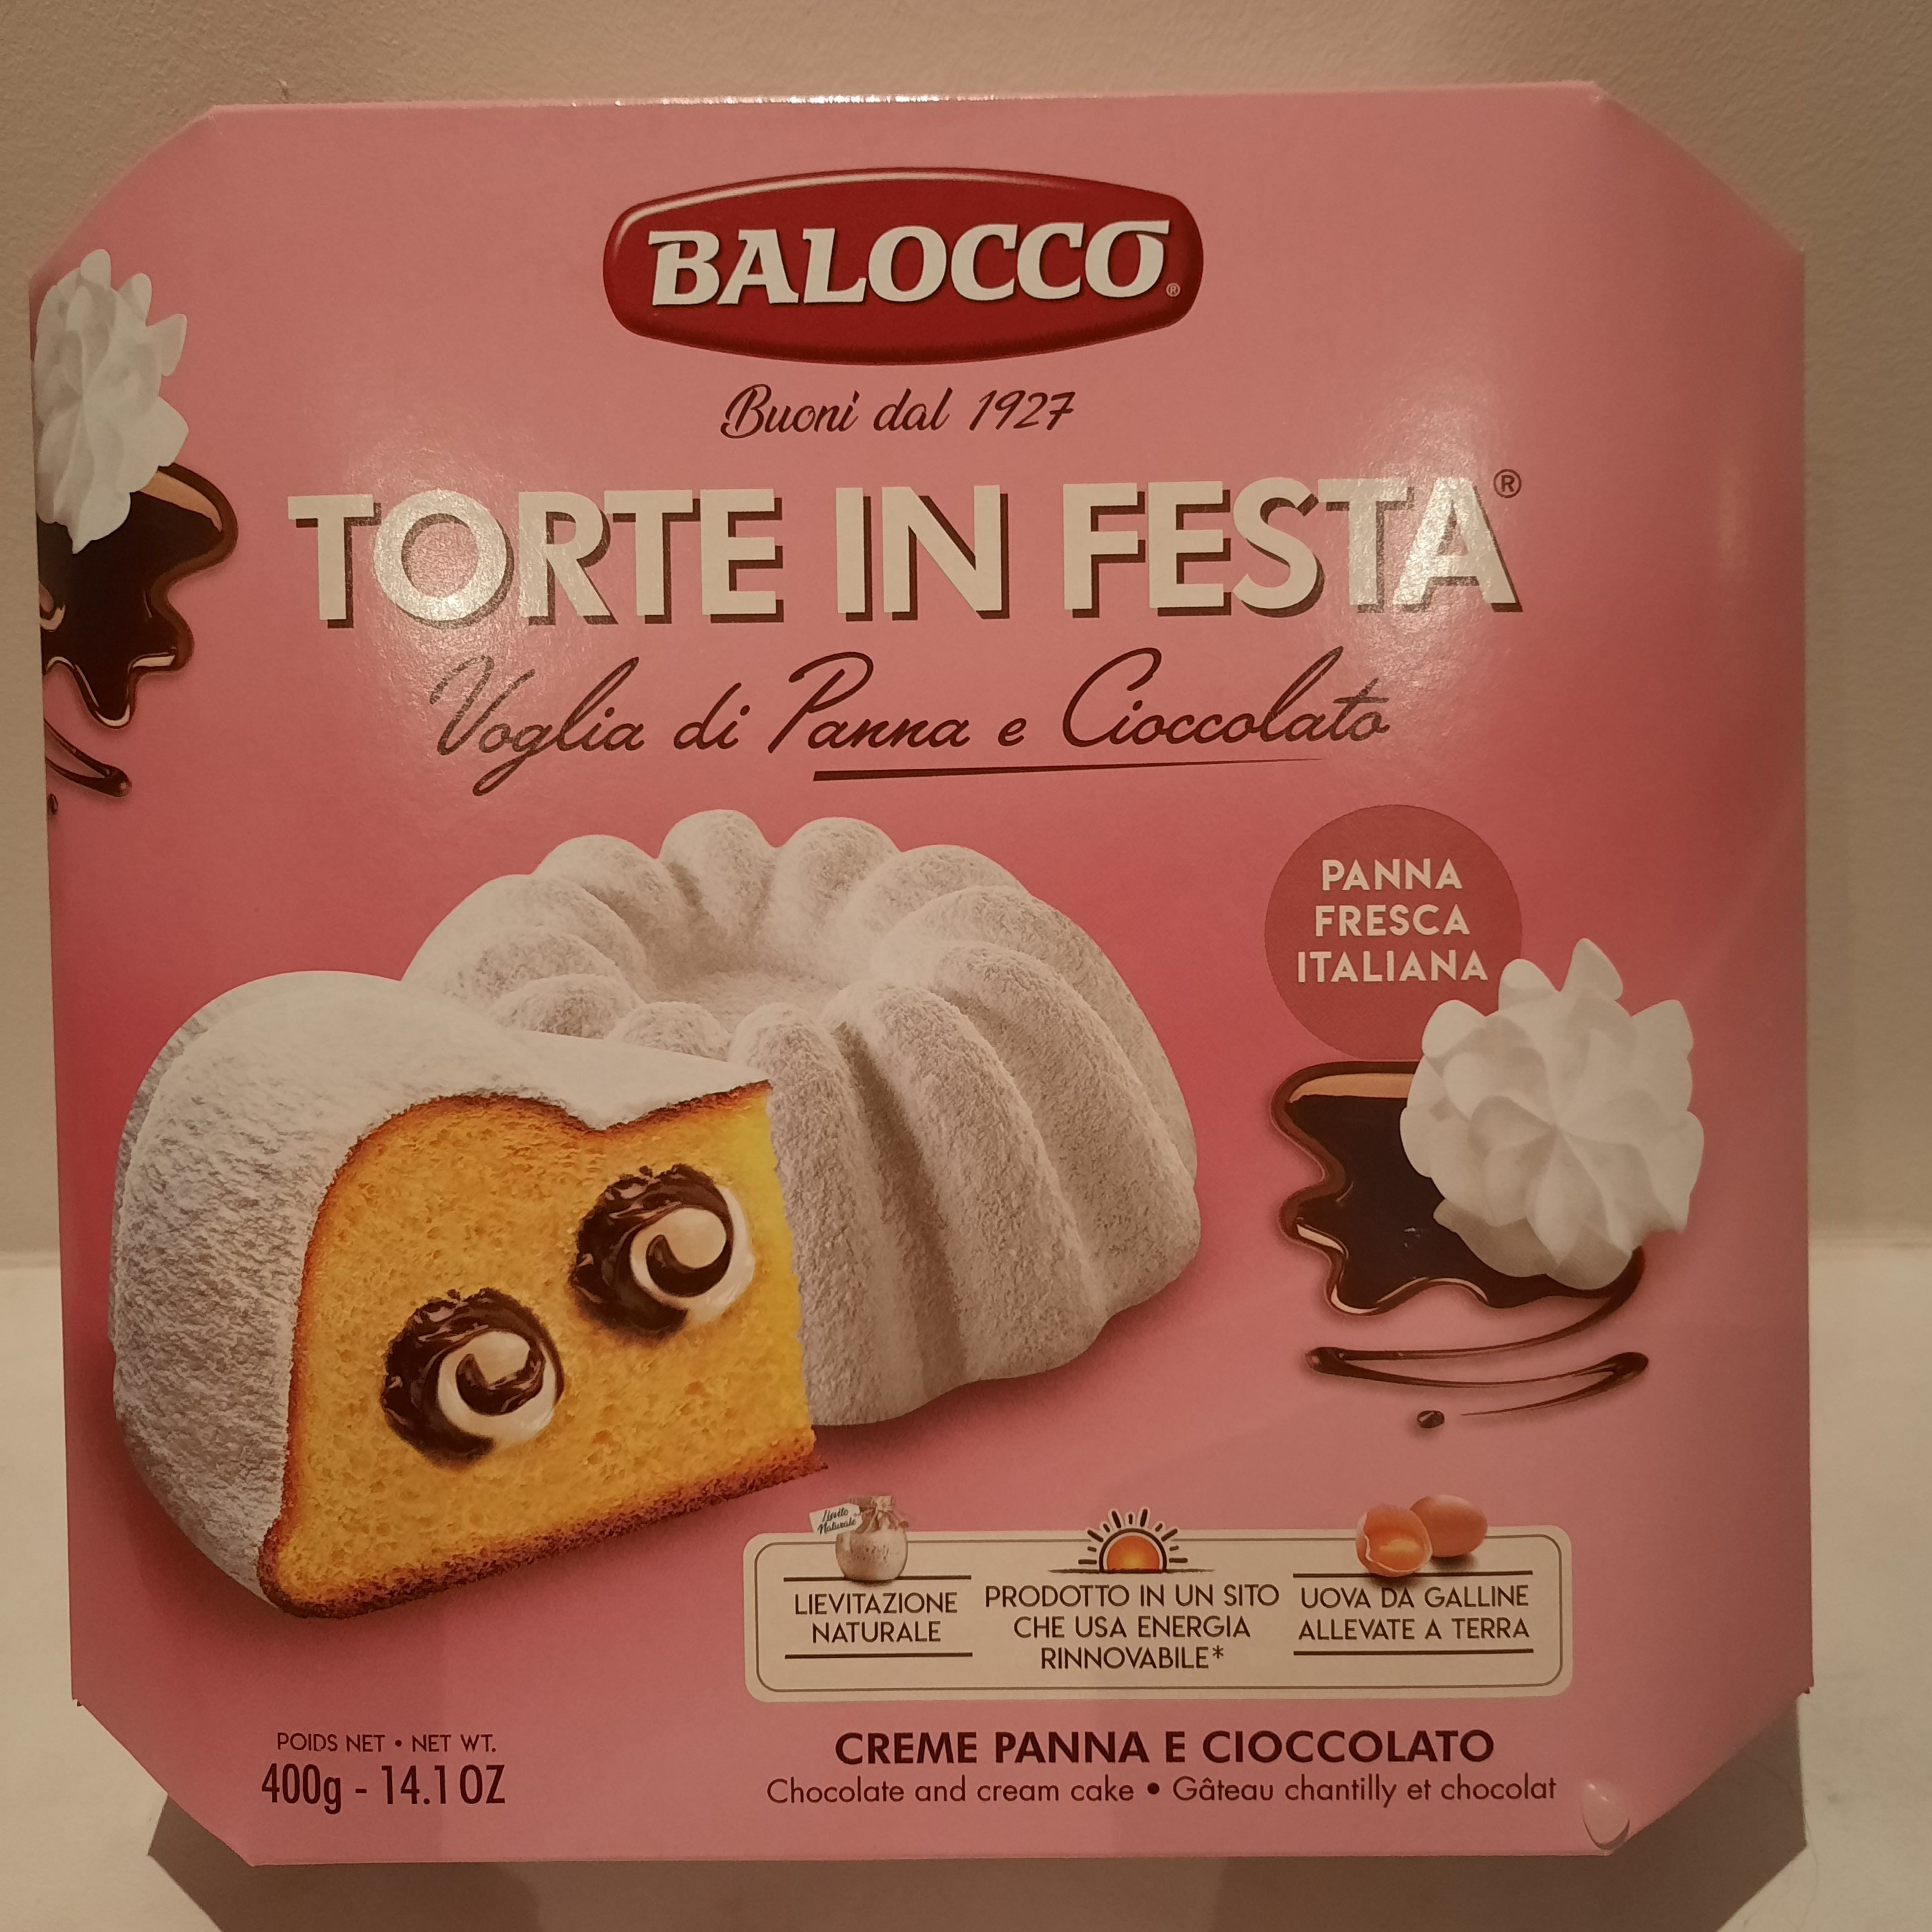 BALOCCO®
Buoni dal 1927
TORTE IN FESTA®
Voglia di Panna e Cioccolato
PANNA
FRESCA
ITALIANA
Lievito
Naturale
LIEVITAZIONE
NATURALE
PRODOTTO IN UN SITO
CHE USA ENERGIA
RINNOVABILE*
UOVA DA GALLINE
ALLEVATE A TERRA
POIDS NET • NET WT.
400g - 14.1 OZ
CREME PANNA E CIOCCOLATO
Chocolate and cream cake • Gâteau chantilly et chocolat